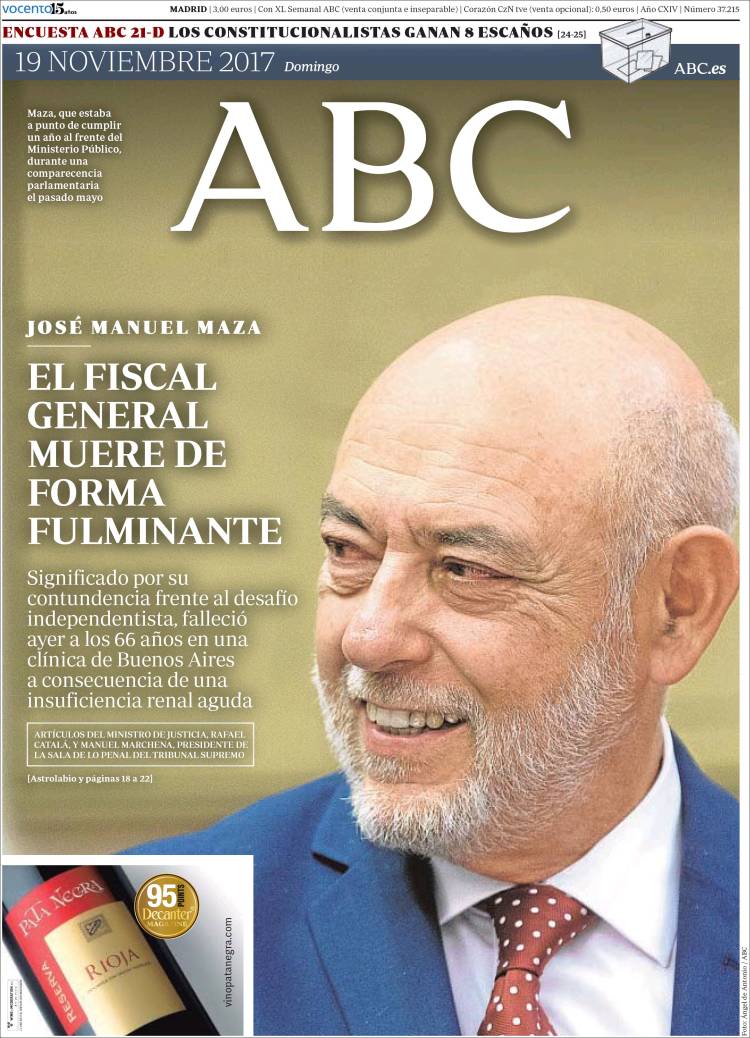 vocento 15 años
MADRID | 3,00 euros | Con XL Semanal ABC (venta conjunta e inseparable) | Corazón CzN tve (venta opcional): 0,50 euros | Año CXIV | Número 37.215
ENCUESTA ABC 21-D LOS CONSTITUCIONALISTAS GANAN 8 ESCAÑOS [24-25]
19 NOVIEMBRE 2017 Domingo
ABC.es
ABC
Maza, que estaba
a punto de cumplir
un año al frente del
Ministerio Público,
durante una
comparecencia
parlamentaria
el pasado mayo
JOSÉ MANUEL MAZA
EL FISCAL
GENERAL
MUERE DE
FORMA
FULMINANTE
Significado por su
contundencia frente al desafío
independentista, falleció
ayer a los 66 años en una
clínica de Buenos Aires
a consecuencia de una
insuficiencia renal aguda
ARTÍCULOS DEL MINISTRO DE JUSTICIA, RAFAEL
CATALÁ, Y MANUEL MARCHENA, PRESIDENTE DE
LA SALA DE LO PENAL DEL TRIBUNAL SUPREMO
[Astrolabio y páginas 18 a 22]
PATA NEGRA
RIOJA
RESERVA
95 POINTS
Decanter
MAGAZINE
vinopatanegra.com
Foto: Ángel de Antonio / ABC